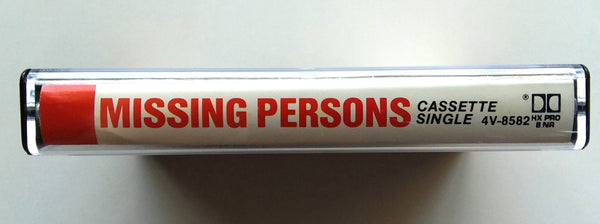 MISSING PERSONS
CASSETTE
SINGLE 4V-8582
HX PRO
B NR